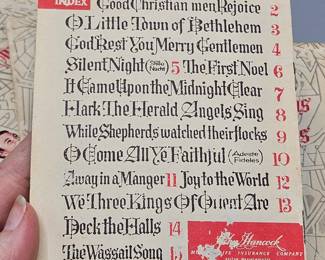 INDEX
Good Christian men Rejoice 2
O Little Town of Bethlehem 3
God Rest You Merry Gentlemen 4
Silent Night (Stille Nacht) 5 The First Noel 6
It Came Upon the Midnight Clear 7
Hark The Herald Angels Sing 8
While Shepherds watched their flocks 9
O Come All Ye Faithful (Adeste Fideles) 10
Away in a Manger 11 Joy to the World 12
We Three Kings Of Orient Are 13
Deck the Halls 14
The Wassail Song 15
Hancock
LIFE INSURANCE COMPANY